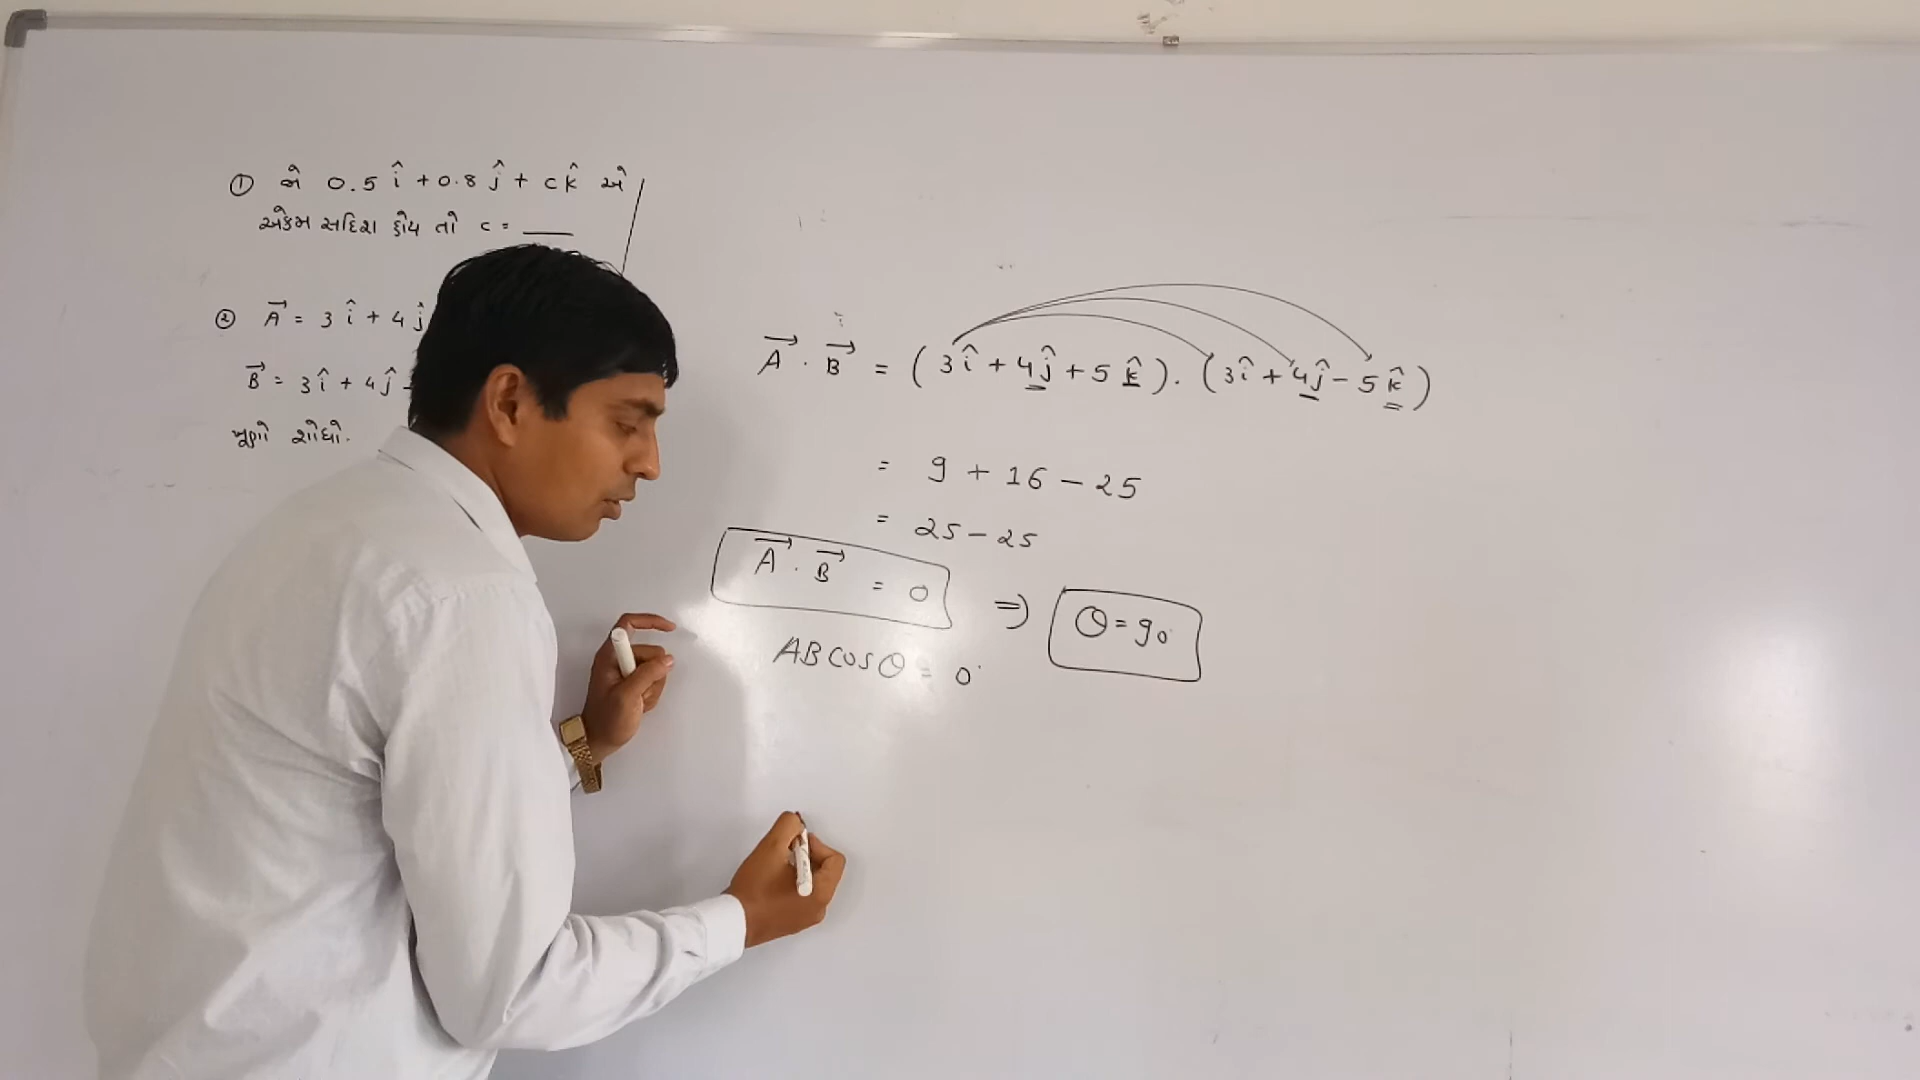 ① જો 0.5 î + 0.8 ĵ + c k̂ એ
એકમ સદિશ હોય તો c = ___
② A⃗ = 3 î + 4 ĵ
B⃗ = 3 î + 4 ĵ -
ખૂણો શોધો.
A⃗ · B⃗ = ( 3 î + 4 ĵ + 5 k̂ ) . ( 3 î + 4 ĵ - 5 k̂ )
= 9 + 16 - 25
= 25 - 25
A⃗ · B⃗ = 0 ⇒ θ = 90
AB cos θ = 0